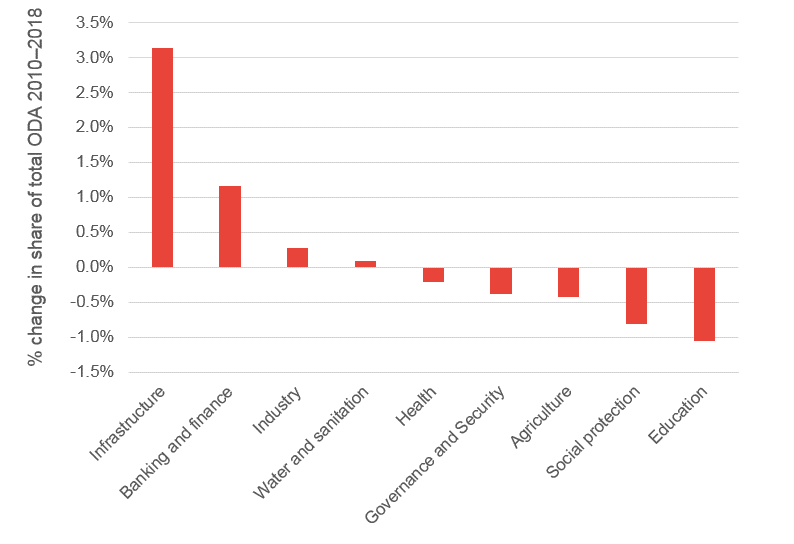 % change in share of total ODA 2010–2018
3.5%
3.0%
2.5%
2.0%
1.5%
1.0%
0.5%
0.0%
-0.5%
-1.0%
-1.5%
Infrastructure
Banking and finance
Industry
Water and sanitation
Health
Governance and Security
Agriculture
Social protection
Education